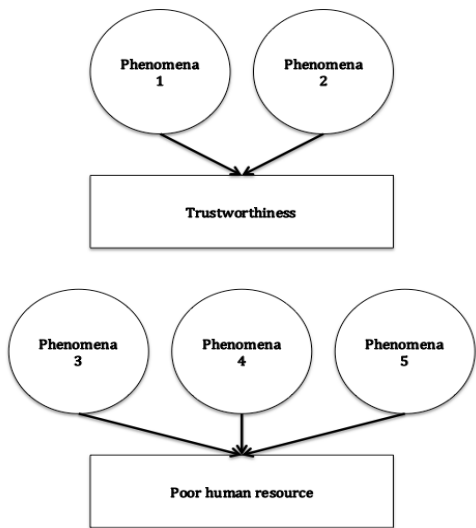 Phenomena
1
Phenomena
2
Trustworthiness
Phenomena
3
Phenomena
4
Phenomena
5
Poor human resource